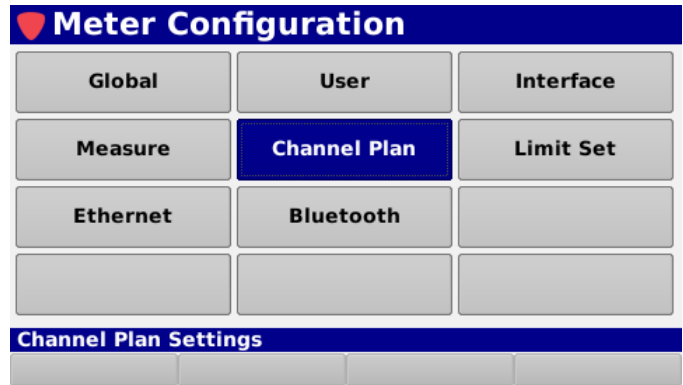 Meter Configuration
Global User Interface
Measure Channel Plan Limit Set
Ethernet Bluetooth
Channel Plan Settings